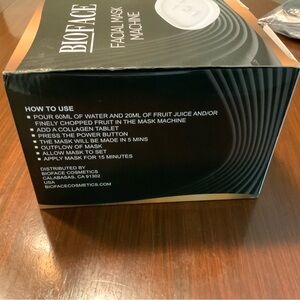 BIOFACE
FACIAL MASK
MACHINE
HOW TO USE
POUR 60ML OF WATER AND 20ML OF FRUIT JUICE AND/OR
FINELY CHOPPED FRUIT IN THE MASK MACHINE
ADD A COLLAGEN TABLET
PRESS THE POWER BUTTON
THE MASK WILL BE MADE IN 5 MINS
OUTFLOW OF MASK
ALLOW MASK TO SET
APPLY MASK FOR 15 MINUTES
DISTRIBUTED BY
BIOFACE COSMETICS
CALABASAS, CA 91302
USA
BIOFACECOSMETICS.COM